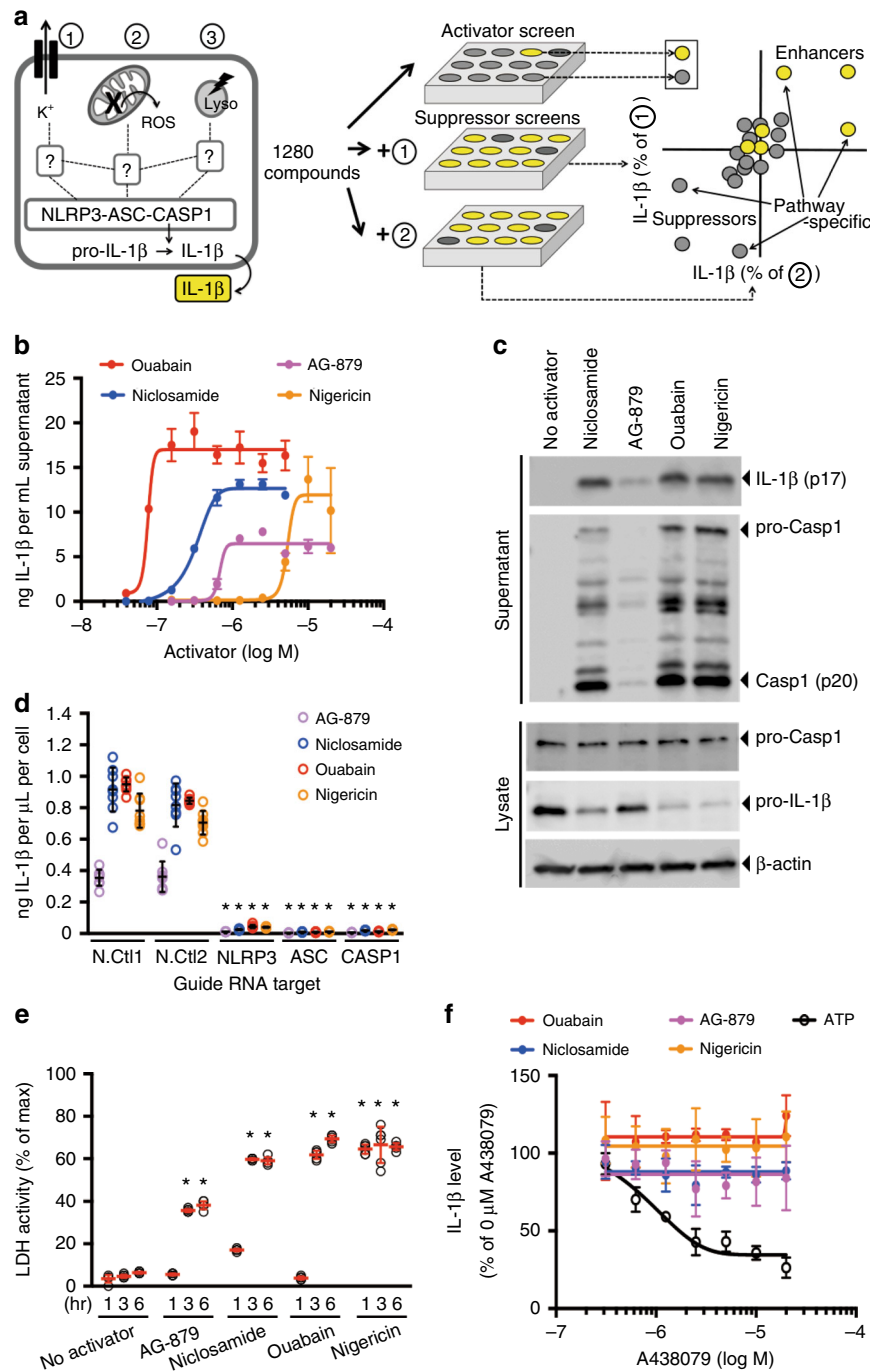 a
1
2
3
K+
X
ROS
Lyso
?
?
?
NLRP3-ASC-CASP1
pro-IL-1β
IL-1β
IL-1β
1280
compounds
Activator screen
Suppressor screens
+ 1
+ 2
Enhancers
Suppressors
Pathway
-specific
IL-1β (% of 1)
IL-1β (% of 2)
b
Ouabain
AG-879
Niclosamide
Nigericin
ng IL-1β per mL supernatant
25
20
15
10
5
0
−8
−7
−6
−5
−4
Activator (log M)
c
No activator
Niclosamide
AG-879
Ouabain
Nigericin
Supernatant
IL-1β (p17)
pro-Casp1
Casp1 (p20)
Lysate
pro-Casp1
pro-IL-1β
β-actin
d
ng IL-1β per μL per cell
1.4
1.2
1.0
0.8
0.6
0.4
0.2
0
AG-879
Niclosamide
Ouabain
Nigericin
* * * *
* * * *
* * * *
N.Ctl1
N.Ctl2
NLRP3
ASC
CASP1
Guide RNA target
e
LDH activity (% of max)
100
80
60
40
20
0
* *
* *
* *
* * *
(hr)
1 3 6
1 3 6
1 3 6
1 3 6
1 3 6
No activator
AG-879
Niclosamide
Ouabain
Nigericin
f
Ouabain
AG-879
ATP
Niclosamide
Nigericin
IL-1β level
(% of 0 μM A438079)
150
100
50
0
−7
−6
−5
−4
A438079 (log M)